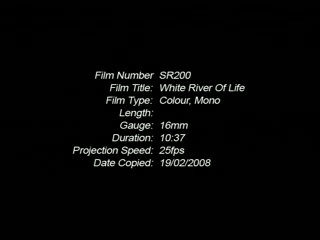 Film Number SR200
Film Title: White River Of Life
Film Type: Colour, Mono
Length:
Gauge: 16mm
Duration: 10:37
Projection Speed: 25fps
Date Copied: 19/02/2008